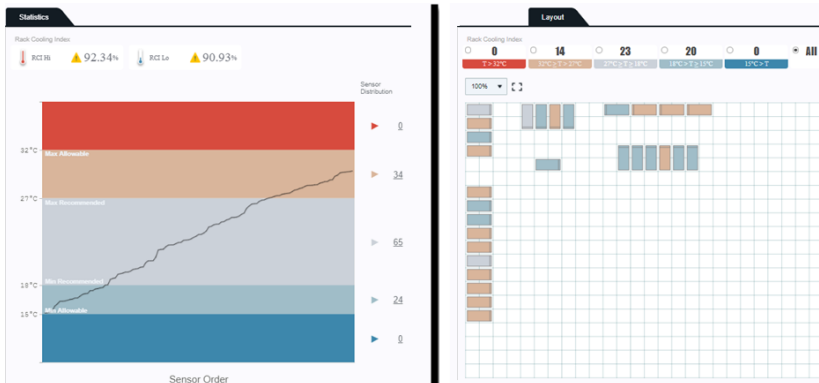 Statistics
Rack Cooling Index
RCI Hi
92.34%
RCI Lo
90.93%
Sensor
Distribution
0
32°C
Max Allowable
34
27°C
Max Recommended
65
18°C
Min Recommended
24
15°C
Min Allowable
0
Sensor Order
Layout
Rack Cooling Index
0
14
23
20
0
All
T > 32°C
32°C ≥ T > 27°C
27°C ≥ T ≥ 18°C
18°C > T ≥ 15°C
15°C > T
100%